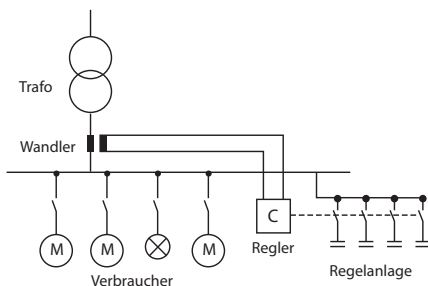 Trafo
Wandler
C
M
M
M
Regler
Verbraucher
Regelanlage